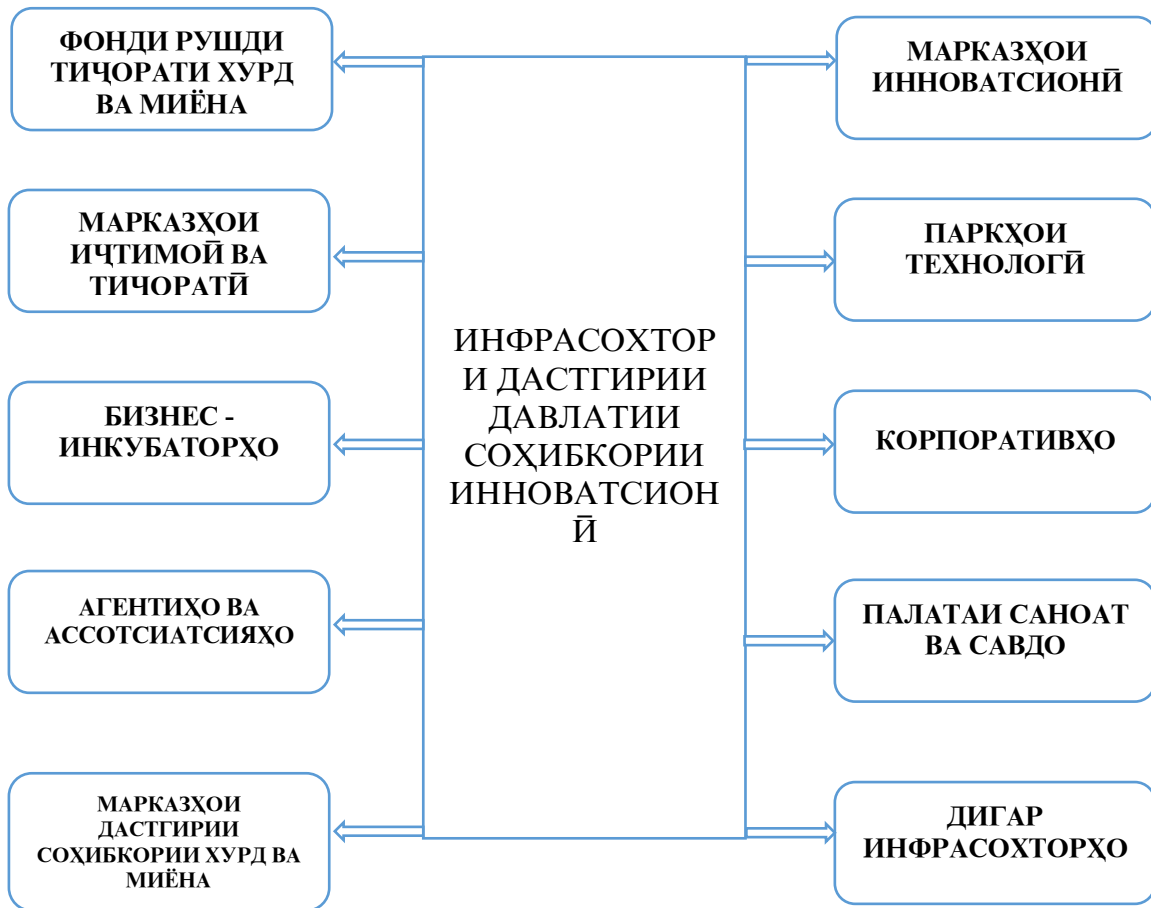 ФОНДИ РУШДИ
ТИҶОРАТИ ХУРД
ВА МИЁНА
МАРКАЗҲОИ
ИҶТИМОӢ ВА
ТИҶОРАТӢ
БИЗНЕС -
ИНКУБАТОРҲО
АГЕНТИҲО ВА
АССОТСИАТСИЯҲО
МАРКАЗҲОИ
ДАСТГИРИИ
СОҲИБКОРИИ ХУРД ВА
МИЁНА
ИНФРАСОХТОР
И ДАСТГИРИИ
ДАВЛАТИИ
СОҲИБКОРИИ
ИННОВАТСИОН
Ӣ
МАРКАЗҲОИ
ИННОВАТСИОНӢ
ПАРКҲОИ
ТЕХНОЛОГӢ
КОРПОРАТИВҲО
ПАЛАТАИ САНОАТ
ВА САВДО
ДИГАР
ИНФРАСОХТОРҲО